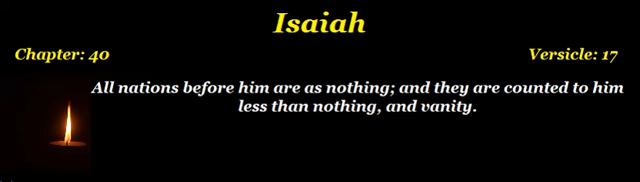 Isaiah
Chapter: 40 Versicle: 17
All nations before him are as nothing; and they are counted to him
less than nothing, and vanity.